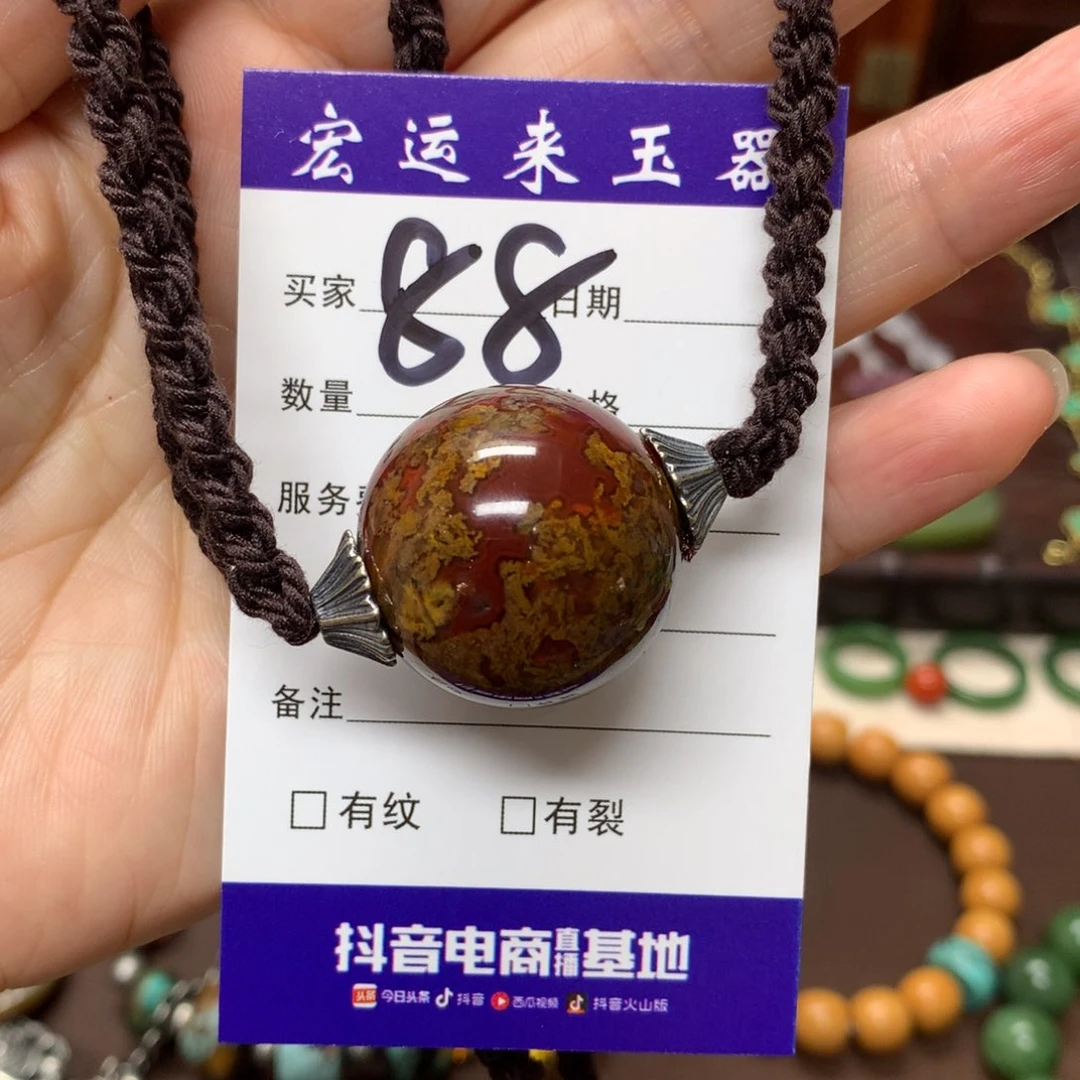 宏运来玉器
88
买家 日期
数量 格
服务
备注
□有纹 □有裂
抖音电商直播基地
头条 今日头条 抖音 西瓜视频 抖音火山版